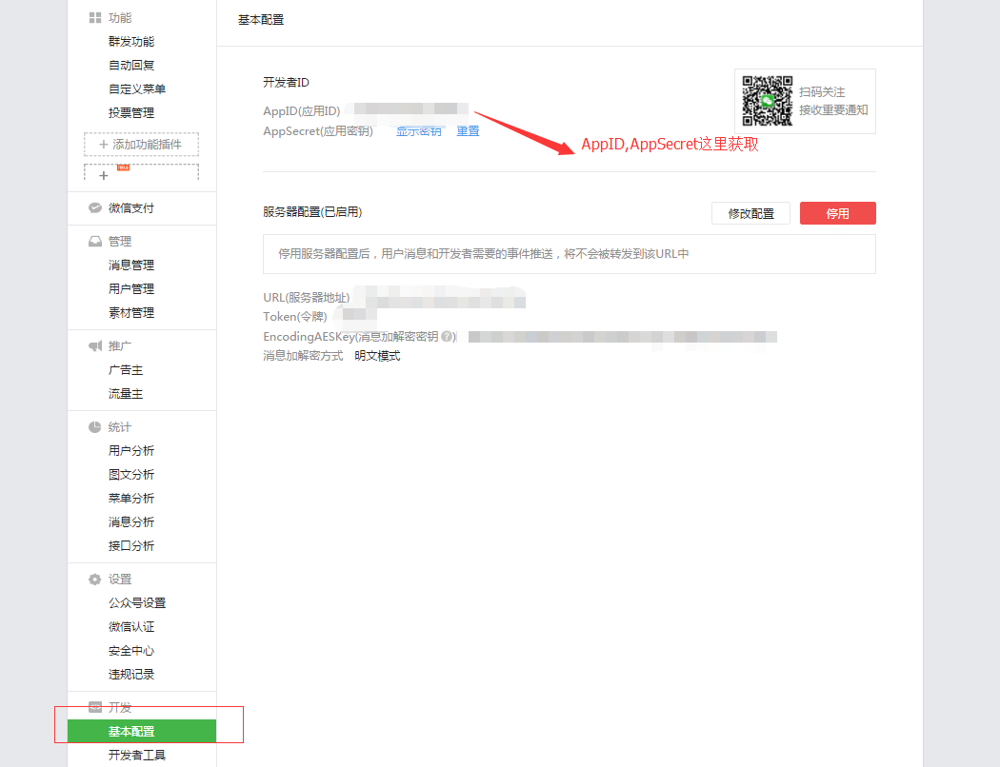 功能
群发功能
自动回复
自定义菜单
投票管理
添加功能插件
微信支付
管理
消息管理
用户管理
素材管理
推广
广告主
流量主
统计
用户分析
图文分析
菜单分析
消息分析
接口分析
设置
公众号设置
微信认证
安全中心
违规记录
开发
基本配置
开发者工具
基本配置
开发者ID
AppID(应用ID)
AppSecret(应用密钥) 显示密钥 重置
扫码关注
接收重要通知
AppID,AppSecret这里获取
服务器配置(已启用) 修改配置 停用
停用服务器配置后，用户消息和开发者需要的事件推送，将不会被转发到该URL中
URL(服务器地址)
Token(令牌)
EncodingAESKey(消息加解密密钥?)
消息加解密方式 明文模式